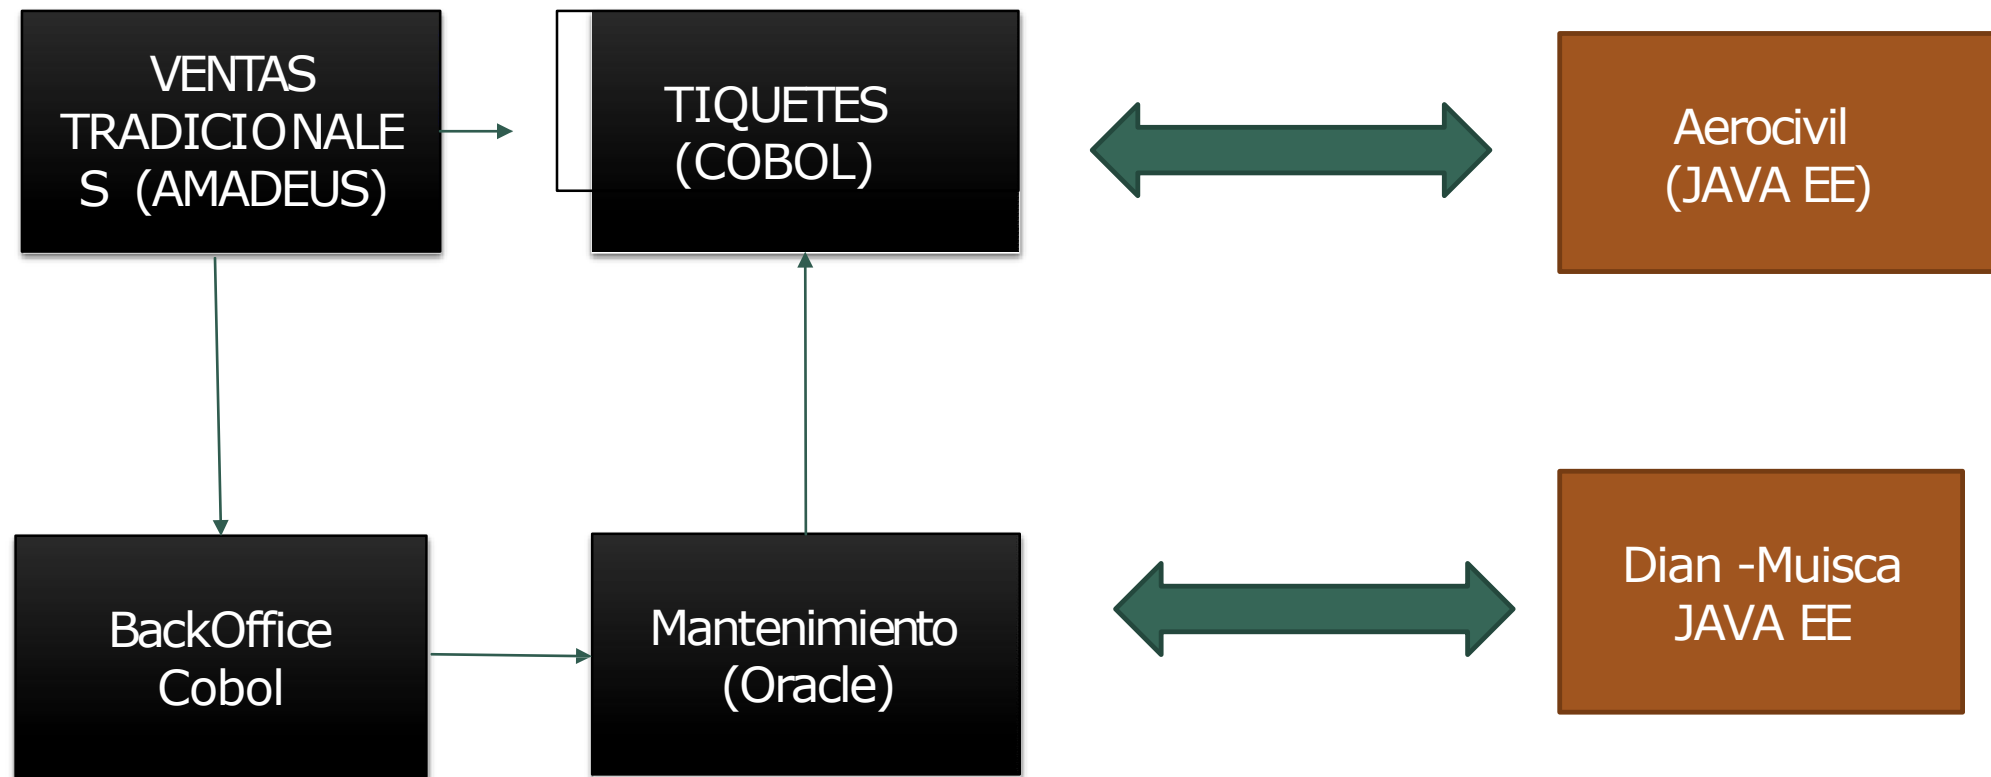 VENTAS
TRADICIONALE
S (AMADEUS)
TIQUETES
(COBOL)
Aerocivil
(JAVA EE)
BackOffice
Cobol
Mantenimiento
(Oracle)
Dian -Muisca
JAVA EE